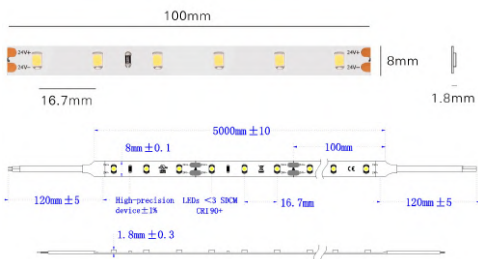 100mm
24V+
24V-
24V+
24V-
8mm
16.7mm
1.8mm
5000mm±10
8mm±0.1
100mm
CE
120mm±5
High-precision
device±1%
LEDs <3 SDCM
CRI90+
16.7mm
120mm±5
1.8mm±0.3